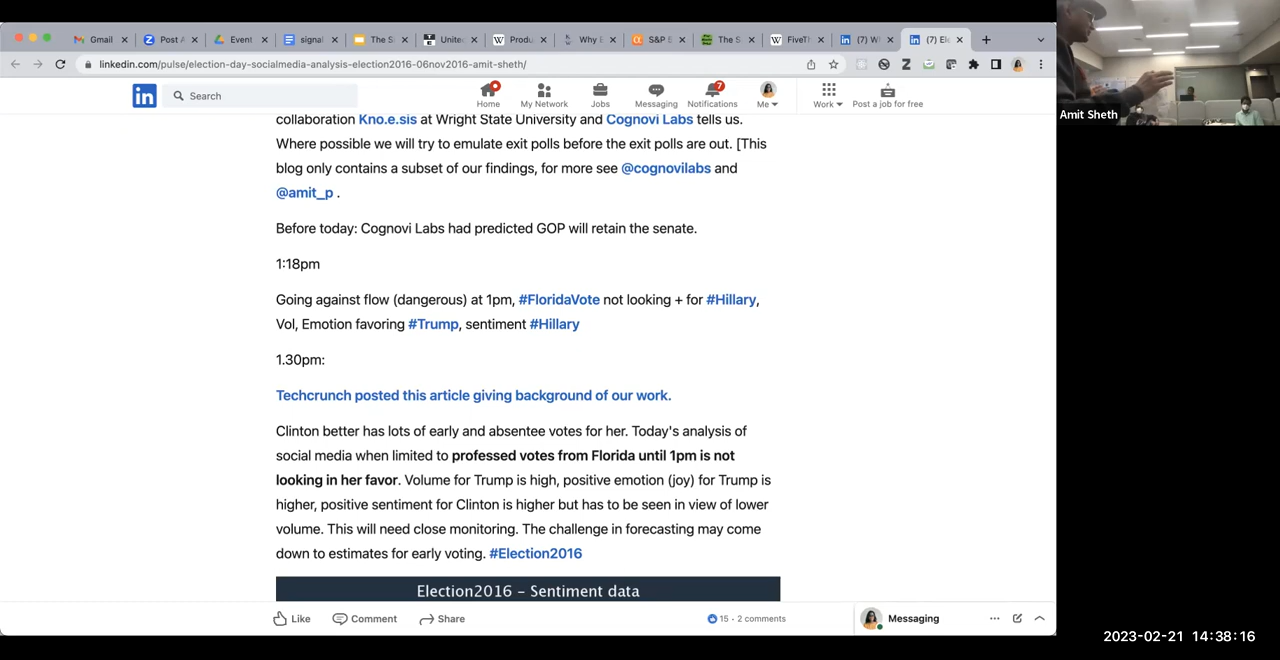 Gmail
Post A
Event
signal
The S
Unite
Produ
Why E
S&P E
The S
FiveTh
(7) W
(7) Ele
linkedin.com/pulse/election-day-socialmedia-analysis-election2016-06nov2016-amit-sheth/
in
Search
Home
My Network
Jobs
Messaging
7
Notifications
Me
Work
Post a job for free
Amit Sheth
collaboration Kno.e.sis at Wright State University and Cognovi Labs tells us.
Where possible we will try to emulate exit polls before the exit polls are out. [This
blog only contains a subset of our findings, for more see @cognovilabs and
@amit_p .
Before today: Cognovi Labs had predicted GOP will retain the senate.
1:18pm
Going against flow (dangerous) at 1pm, #FloridaVote not looking + for #Hillary,
Vol, Emotion favoring #Trump, sentiment #Hillary
1.30pm:
Techcrunch posted this article giving background of our work.
Clinton better has lots of early and absentee votes for her. Today's analysis of
social media when limited to professed votes from Florida until 1pm is not
looking in her favor. Volume for Trump is high, positive emotion (joy) for Trump is
higher, positive sentiment for Clinton is higher but has to be seen in view of lower
volume. This will need close monitoring. The challenge in forecasting may come
down to estimates for early voting. #Election2016
Election2016 – Sentiment data
Like
Comment
Share
15 · 2 comments
Messaging
2023-02-21 14:38:16